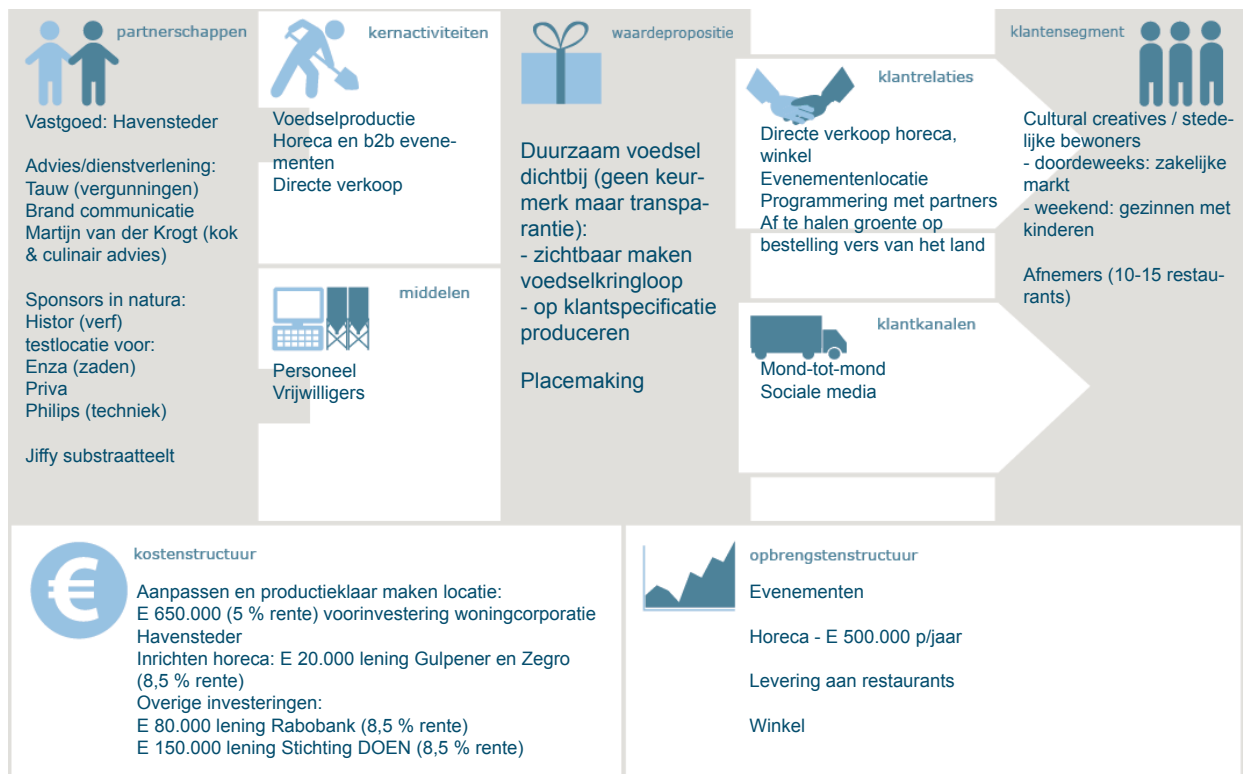 partnerschappen
Vastgoed: Havensteder
Advies/dienstverlening:
Tauw (vergunningen)
Brand communicatie
Martijn van der Krogt (kok
& culinair advies)
Sponsors in natura:
Histor (verf)
testlocatie voor:
Enza (zaden)
Priva
Philips (techniek)
Jiffy substraatteelt
kernactiviteiten
Voedselproductie
Horeca en b2b evene-
menten
Directe verkoop
middelen
Personeel
Vrijwilligers
waardepropositie
Duurzaam voedsel
dichtbij (geen keur-
merk maar transpa-
rantie):
- zichtbaar maken
voedselkringloop
- op klantspecificatie
produceren
Placemaking
klantrelaties
Directe verkoop horeca,
winkel
Evenementenlocatie
Programmering met partners
Af te halen groente op
bestelling vers van het land
klantkanalen
Mond-tot-mond
Sociale media
klantensegment
Cultural creatives / stede-
lijke bewoners
- doordeweeks: zakelijke
markt
- weekend: gezinnen met
kinderen
Afnemers (10-15 restau-
rants)
€
kostenstructuur
Aanpassen en productieklaar maken locatie:
E 650.000 (5 % rente) voorinvestering woningcorporatie
Havensteder
Inrichten horeca: E 20.000 lening Gulpener en Zegro
(8,5 % rente)
Overige investeringen:
E 80.000 lening Rabobank (8,5 % rente)
E 150.000 lening Stichting DOEN (8,5 % rente)
opbrengstenstructuur
Evenementen
Horeca - E 500.000 p/jaar
Levering aan restaurants
Winkel